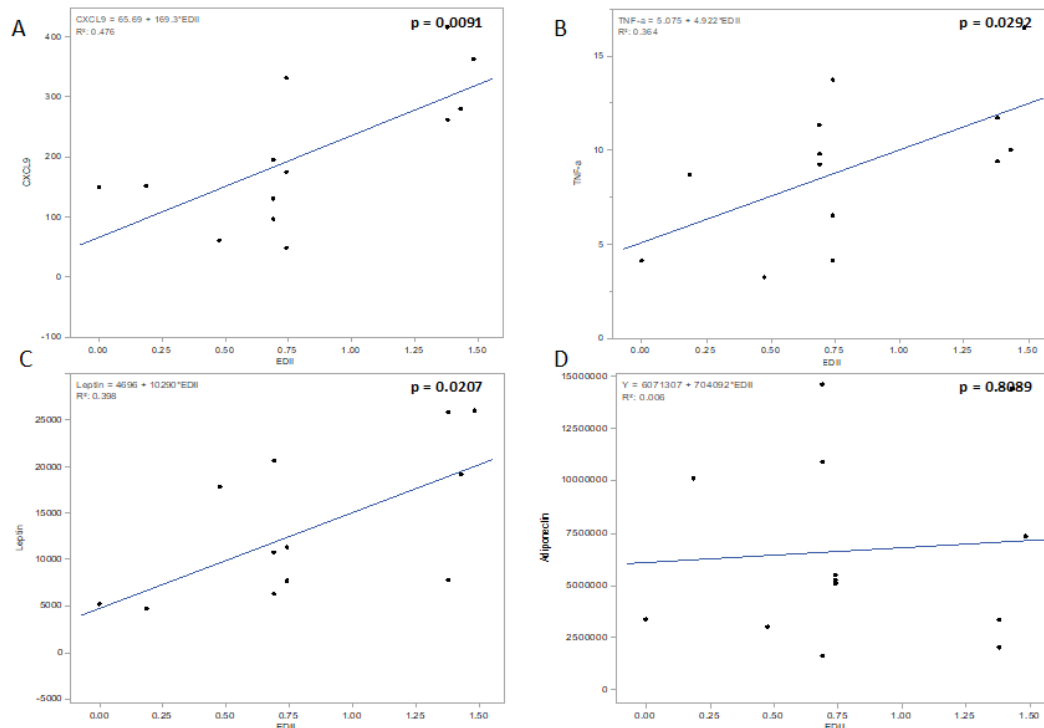 A
CXCL9 = 65.69 + 169.3*EDII
R²: 0.476
p = 0.0091
400
300
200
100
0
-100
CXCL9
0.00 0.25 0.50 0.75 1.00 1.25 1.50
EDII
B
TNF-a = 5.075 + 4.922*EDII
R²: 0.364
p = 0.0292
15
10
5
0
TNF-a
0.00 0.25 0.50 0.75 1.00 1.25 1.50
EDII
C
Leptin = 4696 + 10290*EDII
R²: 0.398
p = 0.0207
25000
20000
15000
10000
5000
0
-5000
Leptin
0.00 0.25 0.50 0.75 1.00 1.25 1.50
EDII
D
Y = 6071307 + 704092*EDII
R²: 0.006
p = 0.8089
15000000
12500000
10000000
7500000
5000000
2500000
0
Adiponectin
0.00 0.25 0.50 0.75 1.00 1.25 1.50
EDII